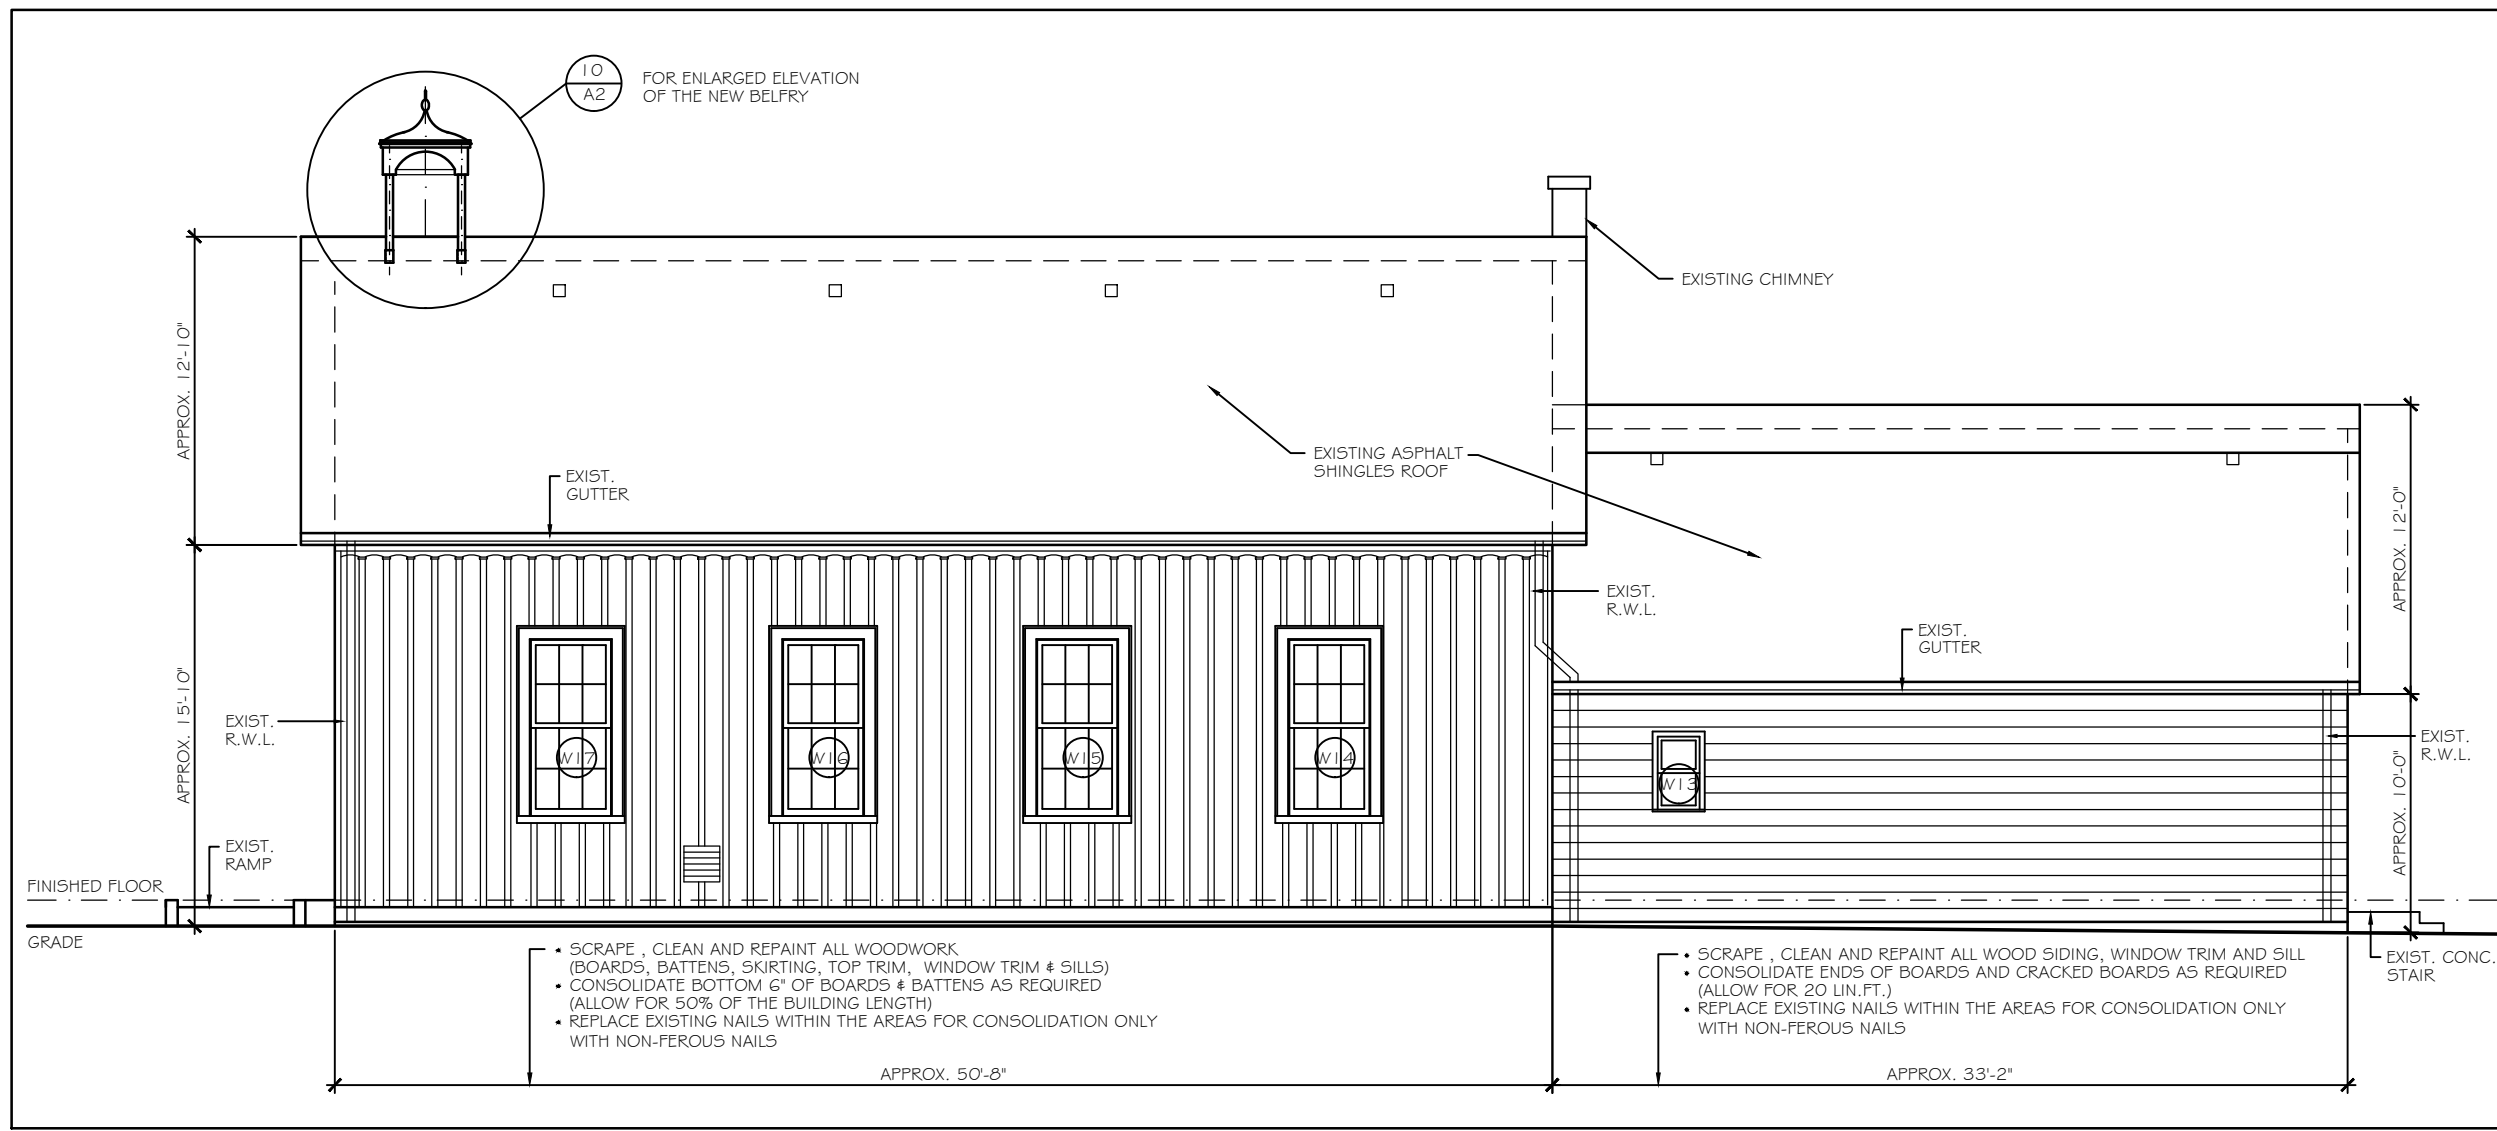 10
A2
FOR ENLARGED ELEVATION
OF THE NEW BELFRY
EXISTING CHIMNEY
APPROX. 12'-10"
EXISTING ASPHALT
SHINGLES ROOF
EXIST.
GUTTER
APPROX. 12'-0"
EXIST.
R.W.L.
EXIST.
GUTTER
APPROX. 15'-10"
EXIST.
R.W.L.
W17
W16
W15
W14
W13
EXIST.
R.W.L.
APPROX. 10'-0"
EXIST.
RAMP
FINISHED FLOOR
GRADE
* SCRAPE , CLEAN AND REPAINT ALL WOODWORK
(BOARDS, BATTENS, SKIRTING, TOP TRIM, WINDOW TRIM & SILLS)
* CONSOLIDATE BOTTOM 6" OF BOARDS & BATTENS AS REQUIRED
(ALLOW FOR 50% OF THE BUILDING LENGTH)
* REPLACE EXISTING NAILS WITHIN THE AREAS FOR CONSOLIDATION ONLY
WITH NON-FEROUS NAILS
* SCRAPE , CLEAN AND REPAINT ALL WOOD SIDING, WINDOW TRIM AND SILL
* CONSOLIDATE ENDS OF BOARDS AND CRACKED BOARDS AS REQUIRED
(ALLOW FOR 20 LIN.FT.)
* REPLACE EXISTING NAILS WITHIN THE AREAS FOR CONSOLIDATION ONLY
WITH NON-FEROUS NAILS
EXIST. CONC.
STAIR
APPROX. 50'-8"
APPROX. 33'-2"